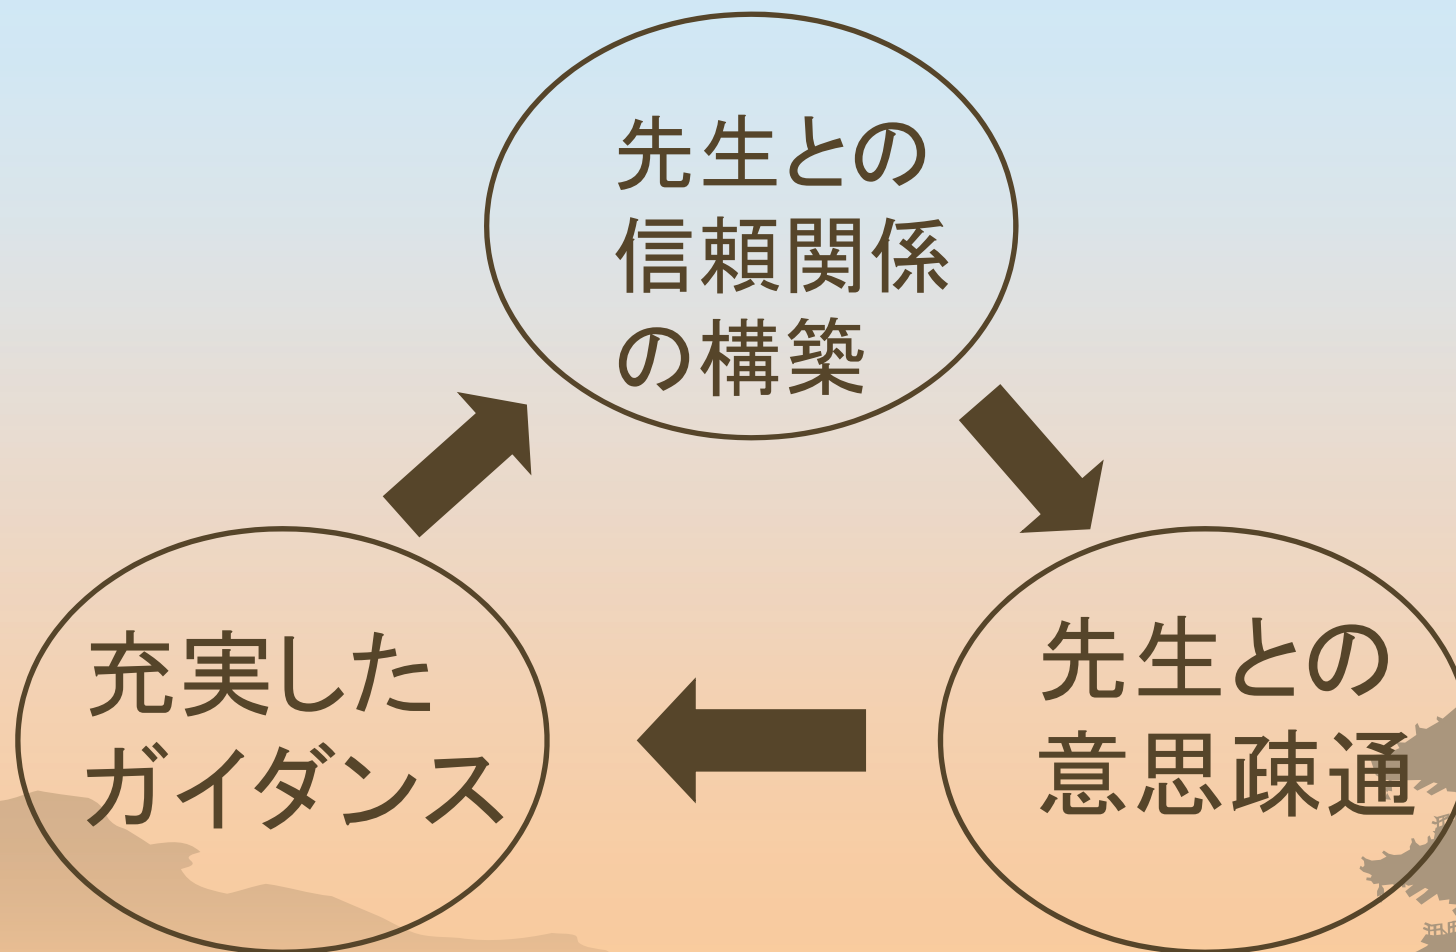 先生との
信頼関係
の構築
充実した
ガイダンス
先生との
意思疎通